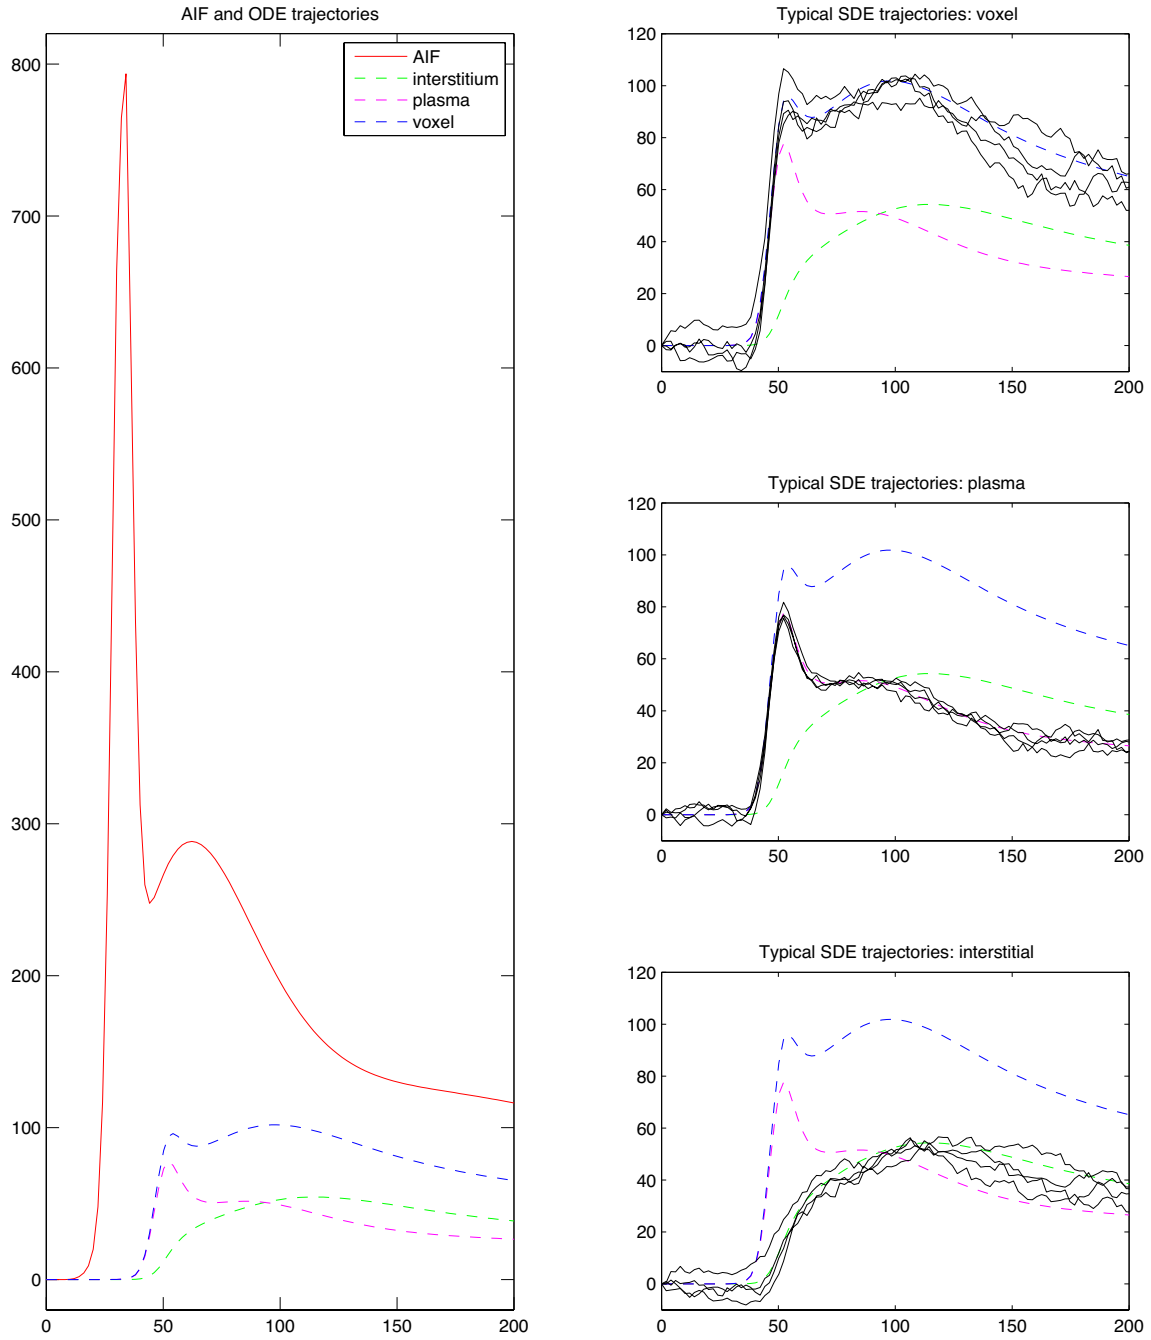 AIF and ODE trajectories
800
700
600
500
400
300
200
100
0
0 50 100 150 200
AIF
interstitium
plasma
voxel
Typical SDE trajectories: voxel
120
100
80
60
40
20
0
0 50 100 150 200
Typical SDE trajectories: plasma
120
100
80
60
40
20
0
0 50 100 150 200
Typical SDE trajectories: interstitial
120
100
80
60
40
20
0
0 50 100 150 200